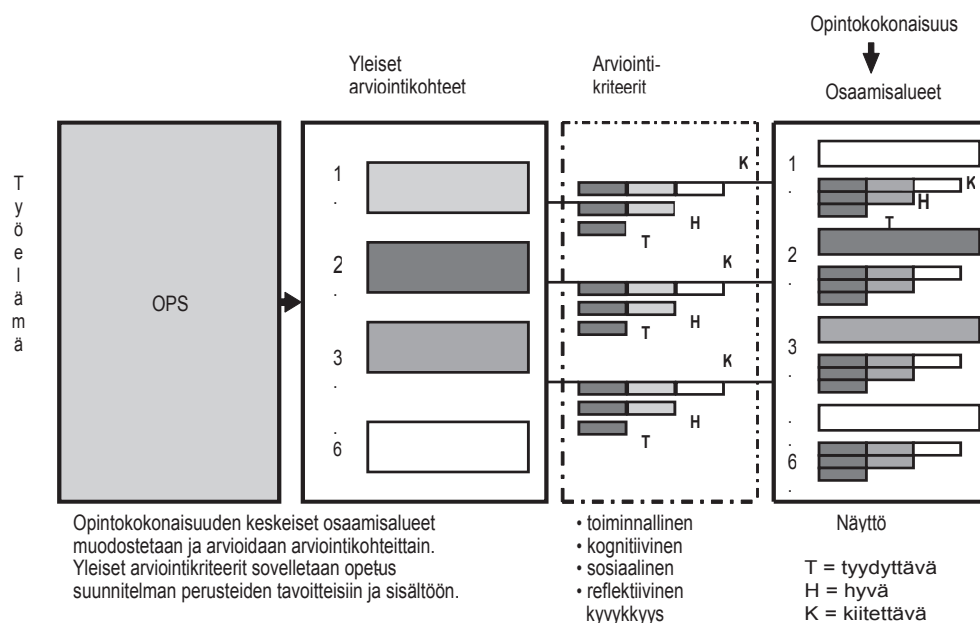 Opintokokonaisuus
Osaamisalueet
Yleiset
arviointikohteet
Arviointi-
kriteerit
T
y
ö
e
l
ä
m
ä
OPS
1
.
2
.
3
.
.
6
K
H
T
K
H
T
K
H
T
1
.
K
H
T
2
.
3
.
.
6
.
Opintokokonaisuuden keskeiset osaamisalueet
muodostetaan ja arvioidaan arviointikohteittain.
Yleiset arviointikriteerit sovelletaan opetus
suunnitelman perusteiden tavoitteisiin ja sisältöön.
• toiminnallinen
• kognitiivinen
• sosiaalinen
• reflektiivinen
kyvykkyys
Näyttö
T = tyydyttävä
H = hyvä
K = kiitettävä